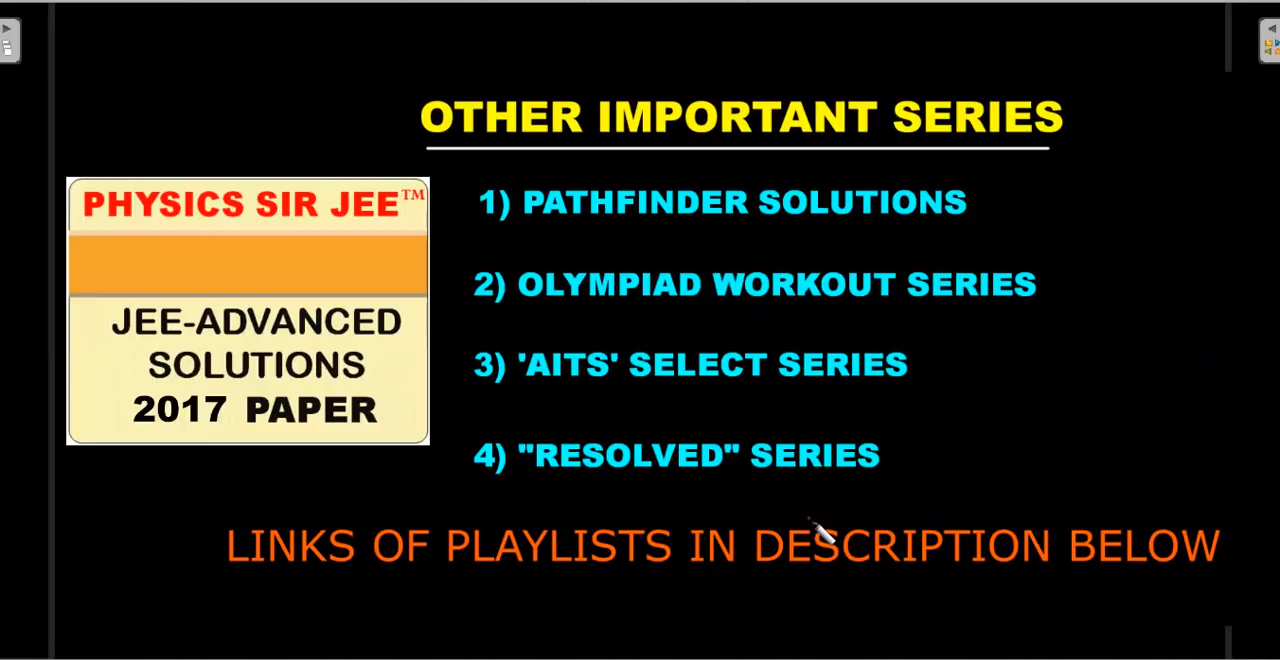 OTHER IMPORTANT SERIES
PHYSICS SIR JEE™
JEE-ADVANCED
SOLUTIONS
2017 PAPER
1) PATHFINDER SOLUTIONS
2) OLYMPIAD WORKOUT SERIES
3) 'AITS' SELECT SERIES
4) "RESOLVED" SERIES
LINKS OF PLAYLISTS IN DESCRIPTION BELOW